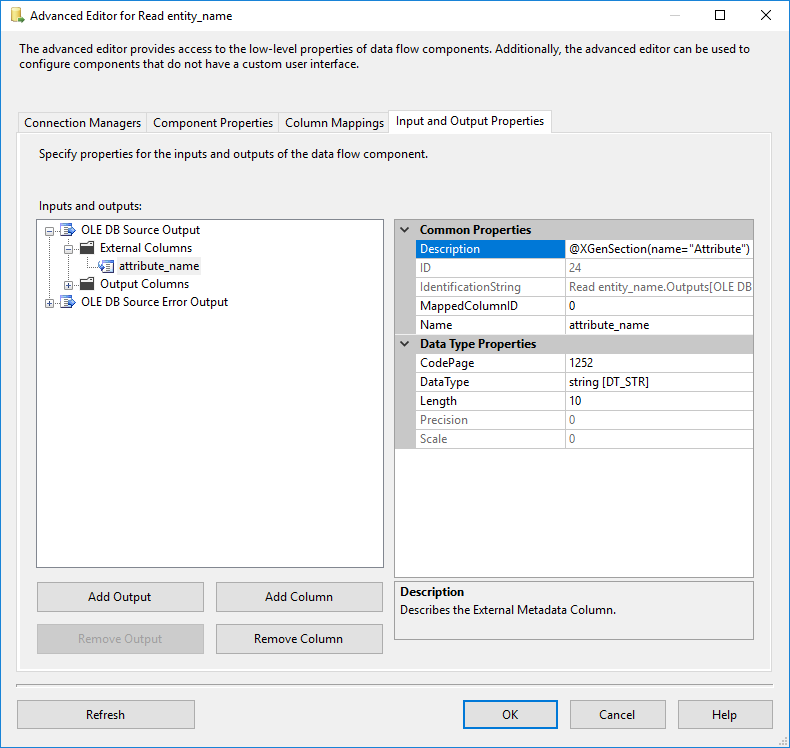 Advanced Editor for Read entity_name
The advanced editor provides access to the low-level properties of data flow components. Additionally, the advanced editor can be used to
configure components that do not have a custom user interface.
Connection Managers Component Properties Column Mappings Input and Output Properties
Specify properties for the inputs and outputs of the data flow component.
Inputs and outputs:
OLE DB Source Output
External Columns
attribute_name
Output Columns
OLE DB Source Error Output
Common Properties
Description @XGenSection(name="Attribute")
ID 24
IdentificationString Read entity_name.Outputs[OLE DB
MappedColumnID 0
Name attribute_name
Data Type Properties
CodePage 1252
DataType string [DT_STR]
Length 10
Precision 0
Scale 0
Add Output Add Column
Remove Output Remove Column
Description
Describes the External Metadata Column.
Refresh OK Cancel Help